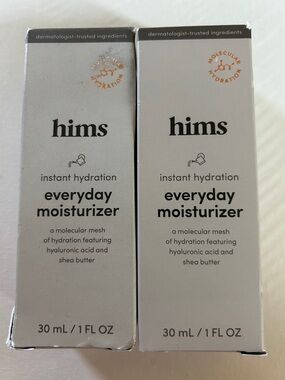 dermatologist-trusted ingredients
MOLECULAR HYDRATION
hims
instant hydration
everyday
moisturizer
a molecular mesh
of hydration featuring
hyaluronic acid and
shea butter
30 mL / 1 FL OZ
dermatologist-trusted ingredients
MOLECULAR HYDRATION
hims
instant hydration
everyday
moisturizer
a molecular mesh
of hydration featuring
hyaluronic acid and
shea butter
30 mL / 1 FL OZ